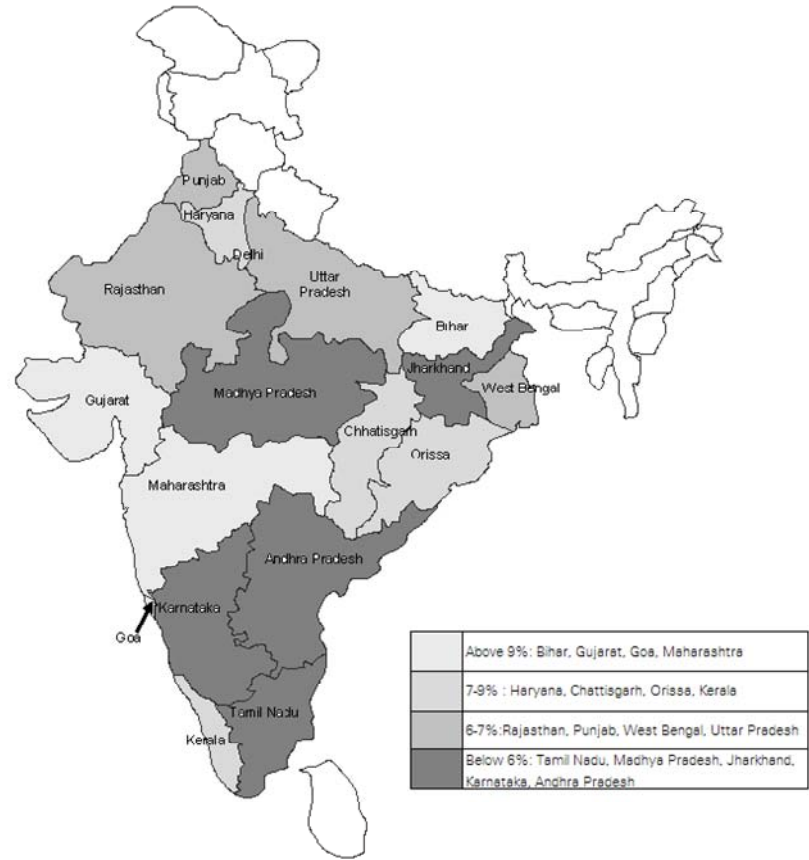 Punjab
Haryana
Delhi
Rajasthan
Uttar
Pradesh
Bihar
Jharkhand
West Bengal
Madhya Pradesh
Gujarat
Chhatisgarh
Orissa
Maharashtra
Andhra Pradesh
Karnataka
Goa
Tamil Nadu
Kerala
Above 9%: Bihar, Gujarat, Goa, Maharashtra
7-9% : Haryana, Chattisgarh, Orissa, Kerala
6-7%:Rajasthan, Punjab, West Bengal, Uttar Pradesh
Below 6%: Tamil Nadu, Madhya Pradesh, Jharkhand,
Karnataka, Andhra Pradesh